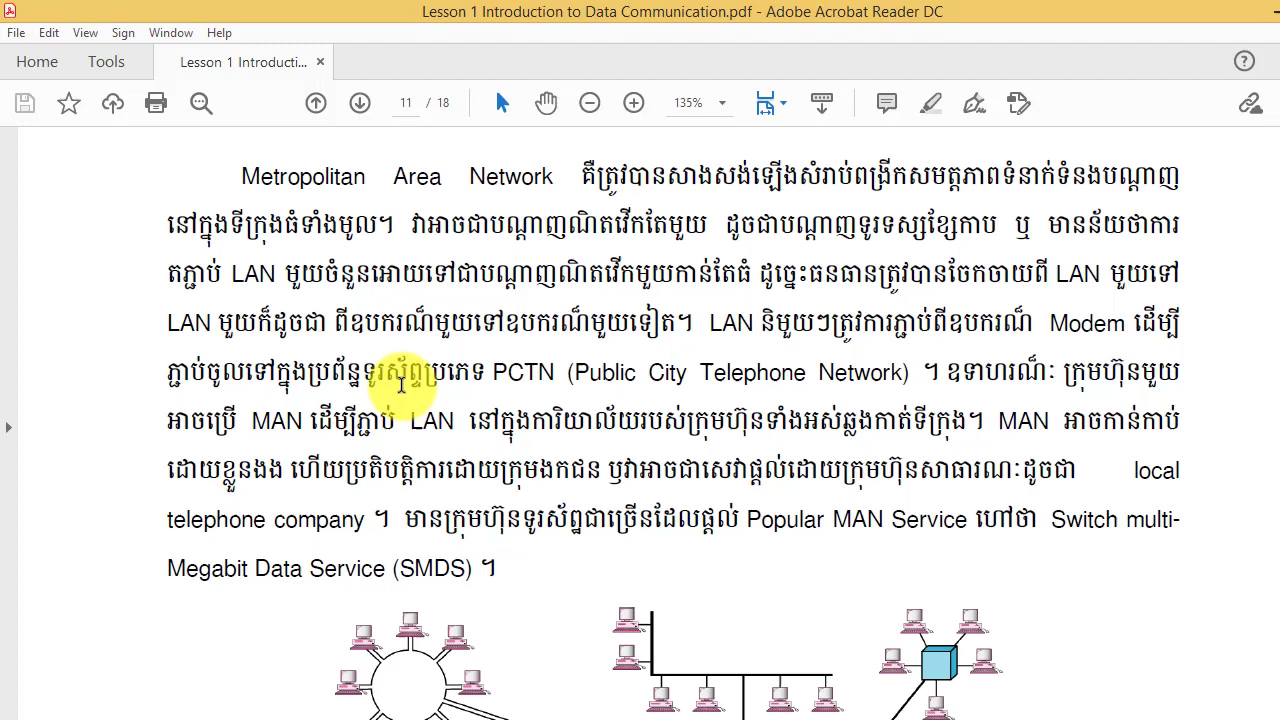 Lesson 1 Introduction to Data Communication.pdf - Adobe Acrobat Reader DC
File Edit View Sign Window Help
Home Tools Lesson 1 Introducti... ×
11 / 18 135%
Metropolitan Area Network គឺត្រូវបានសាងសង់ឡើងសំរាប់ពង្រីកសមត្តភាពទំនាក់ទំនងបណ្តាញ
នៅក្នុងទីក្រុងធំទាំងមូល។ វាអាចជាបណ្តាញណិតវើកតែមួយ ដូចជាបណ្តាញទូរទស្សខ្សែកាប ឬ មានន័យថាការ
តភ្ជាប់ LAN មួយចំនួនអោយទៅជាបណ្តាញណិតវើកមួយកាន់តែធំ ដូច្នេះធនធានត្រូវបានចែកចាយពី LAN មួយទៅ
LAN មួយក៏ដូចជា ពីឧបករណ៏មួយទៅឧបករណ៏មួយទៀត។ LAN និមួយៗត្រូវការភ្ជាប់ពីឧបករណ៏ Modem ដើម្បី
ភ្ជាប់ចូលទៅក្នុងប្រព័ន្ឋទូរស័ព្ទប្រភេទ PCTN (Public City Telephone Network) ។ ឧទាហរណ៏ៈ ក្រុមហ៊ុនមួយ
អាចប្រើ MAN ដើម្បីភ្ជាប់ LAN នៅក្នុងការិយាល័យរបស់ក្រុមហ៊ុនទាំងអស់ឆ្លងកាត់ទីក្រុង។ MAN អាចកាន់កាប់
ដោយខ្លួនងង ហើយប្រតិបត្តិការដោយក្រុមងកជន ឬវាអាចជាសេវាផ្តល់ដោយក្រុមហ៊ុនសាធារណៈដូចជា local
telephone company ។ មានក្រុមហ៊ុនទូរស័ព្ឋជាច្រើនដែលផ្តល់ Popular MAN Service ហៅថា Switch multi-
Megabit Data Service (SMDS) ។